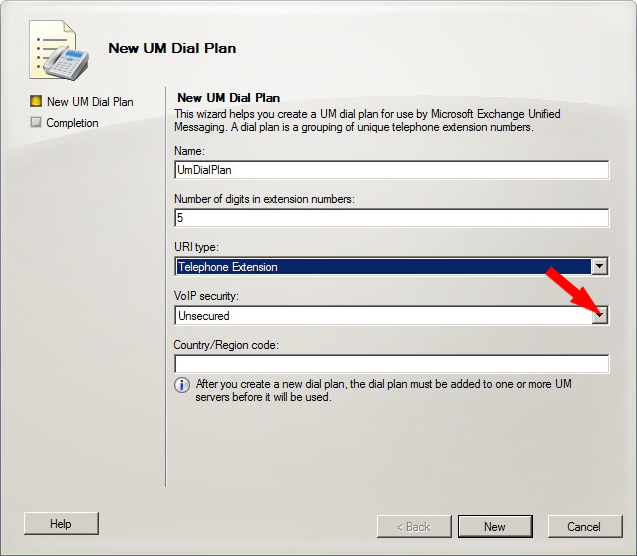 New UM Dial Plan
New UM Dial Plan
Completion
New UM Dial Plan
This wizard helps you create a UM dial plan for use by Microsoft Exchange Unified
Messaging. A dial plan is a grouping of unique telephone extension numbers.
Name:
UmDialPlan
Number of digits in extension numbers:
5
URI type:
Telephone Extension
VoIP security:
Unsecured
Country/Region code:
After you create a new dial plan, the dial plan must be added to one or more UM
servers before it will be used.
Help
< Back
New
Cancel